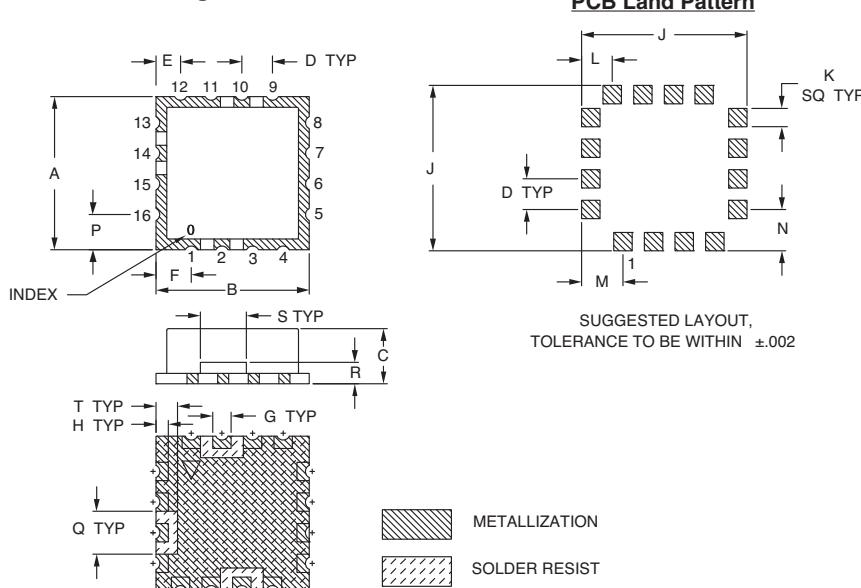 PCB Land Pattern
E
D TYP
12 11 10 9
13
14
15
16
8
7
6
5
A
P
0
1 2 3 4
F
B
INDEX
J
L
K
SQ TYP
J
D TYP
N
M
1
SUGGESTED LAYOUT,
TOLERANCE TO BE WITHIN ±.002
S TYP
C
R
T TYP
H TYP
G TYP
Q TYP
METALLIZATION
SOLDER RESIST